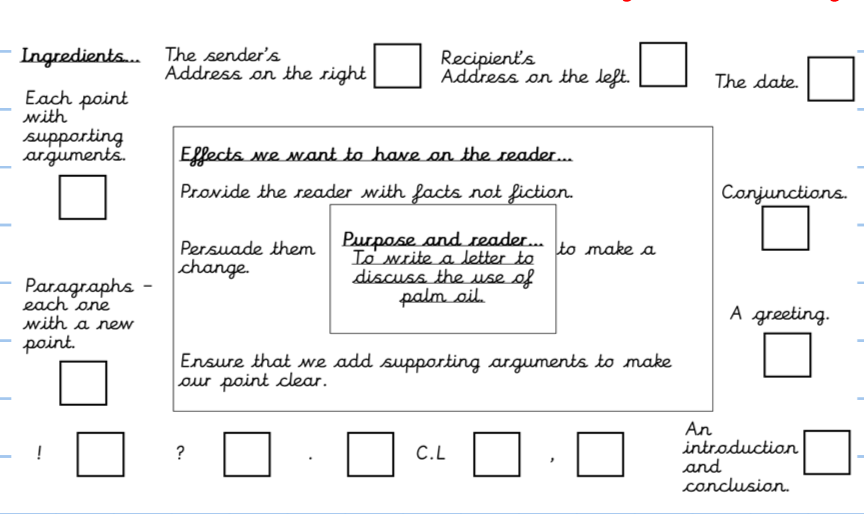 Ingredients...
The sender's
Address on the right
Recipient's
Address on the left.
The date.
Each point
with
supporting
arguments.
Effects we want to have on the reader...
Provide the reader with facts not fiction.
Conjunctions.
Persuade them to make a
change.
Purpose and reader...
To write a letter to
discuss the use of
palm oil.
Paragraphs –
each one
with a new
point.
A greeting.
Ensure that we add supporting arguments to make
our point clear.
! ? . C.L ,
An
introduction
and
conclusion.